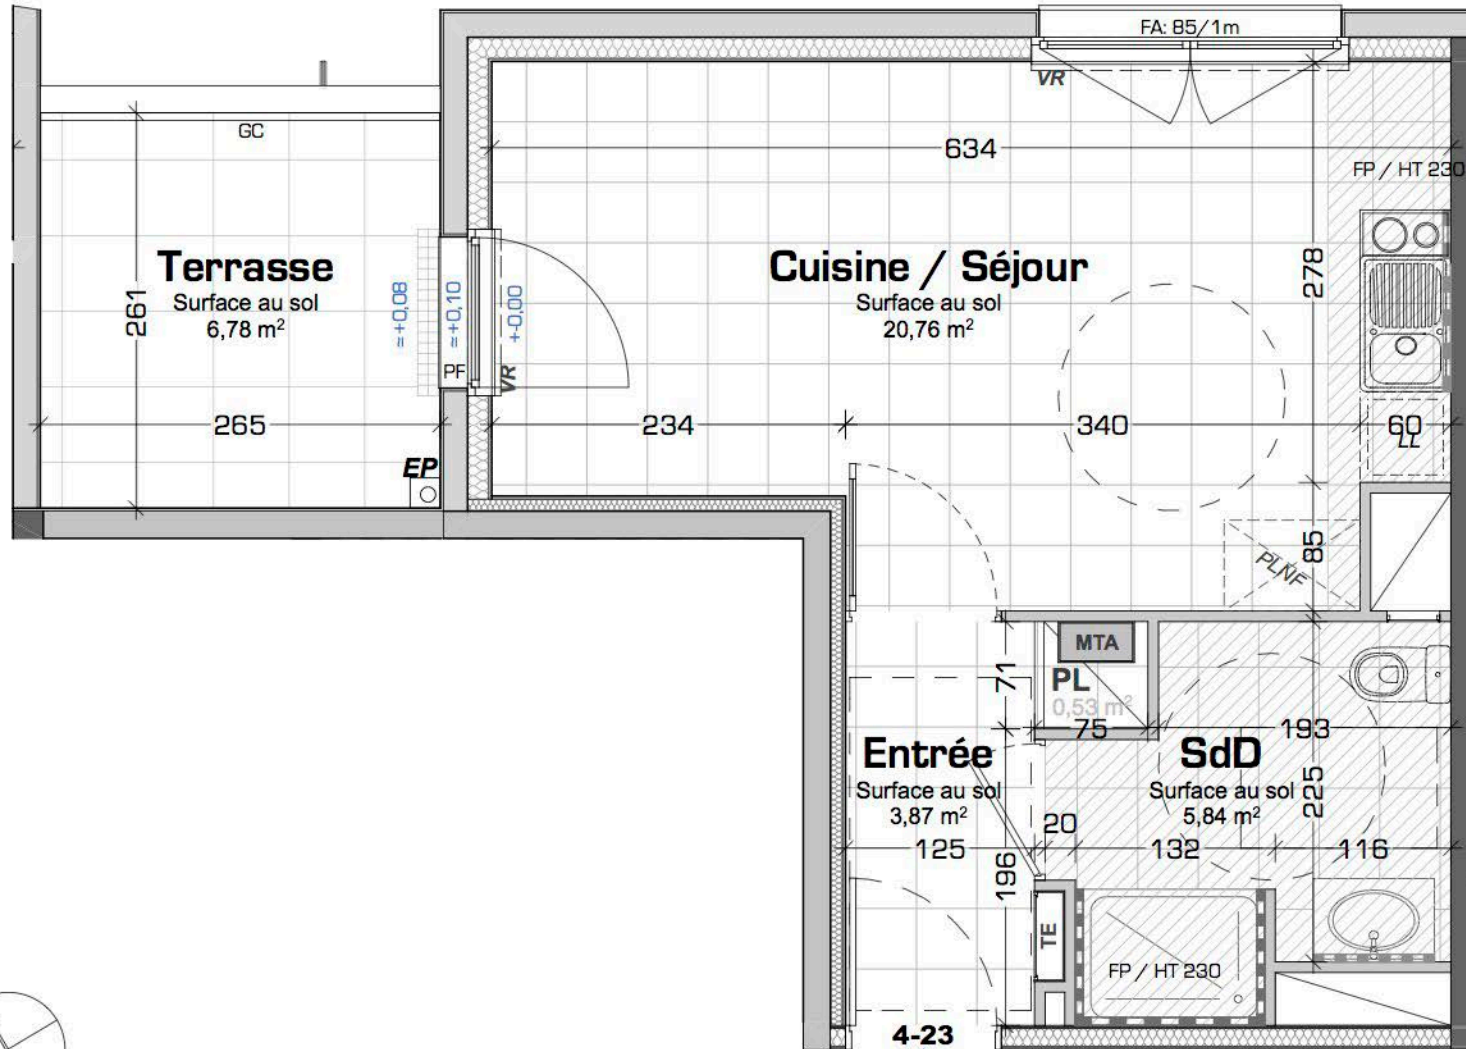 FA: 85/1m
VR
GC
634
FP / HT 230
Terrasse
Surface au sol
6,78 m²
261
≃+0,08
≃+0,10
+-0,00
PF
VR
Cuisine / Séjour
Surface au sol
20,76 m²
278
265
234
340
60
LL
EP
85
PLNF
MTA
PL
0,53 m²
71
75
193
Entrée
Surface au sol
3,87 m²
SdD
Surface au sol
5,84 m²
225
20
125
132
116
196
TE
FP / HT 230
4-23